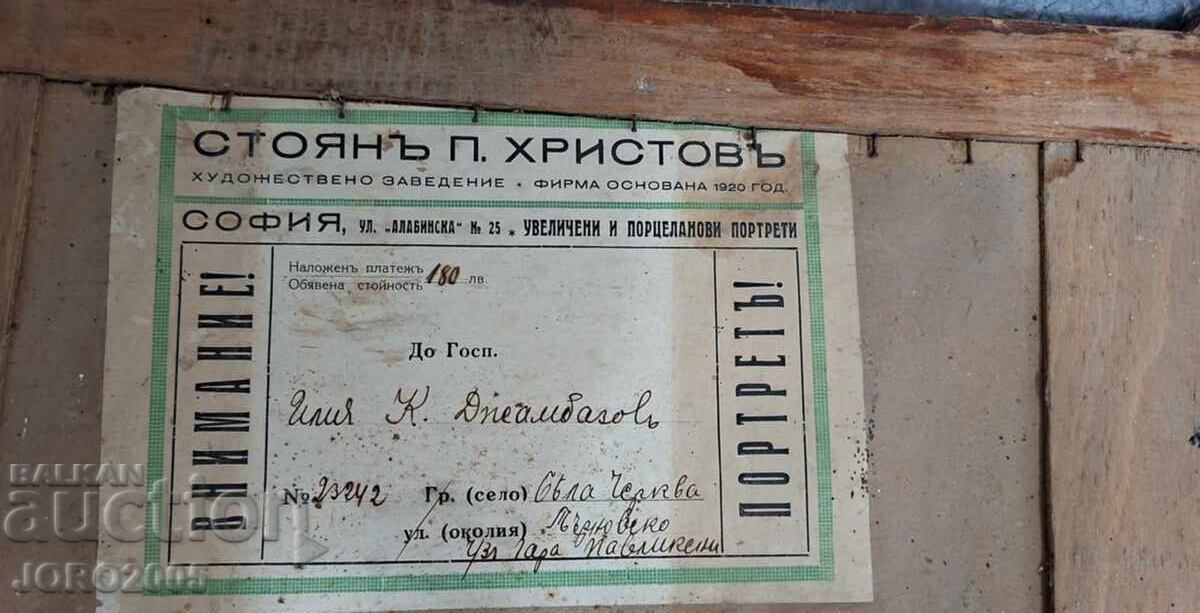 СТОЯНЪ П. ХРИСТОВЪ
ХУДОЖЕСТВЕНО ЗАВЕДЕНИЕ • ФИРМА ОСНОВАНА 1920 ГОД.
СОФИЯ, УЛ. „АЛАБИНСКА" № 25 * УВЕЛИЧЕНИ И ПОРЦЕЛАНОВИ ПОРТРЕТИ
ВНИМАНИЕ!
Наложенъ платежъ
Обявена стойность 180 лв.
До Госп.
Илия К. Джамбазовъ
№ 23242 Гр. (село) Бѣла Черква
ул. (околия) Търновско
чрз гара Павликени
ПОРТРЕТЪ!
BALKAN
auction
JORO2005